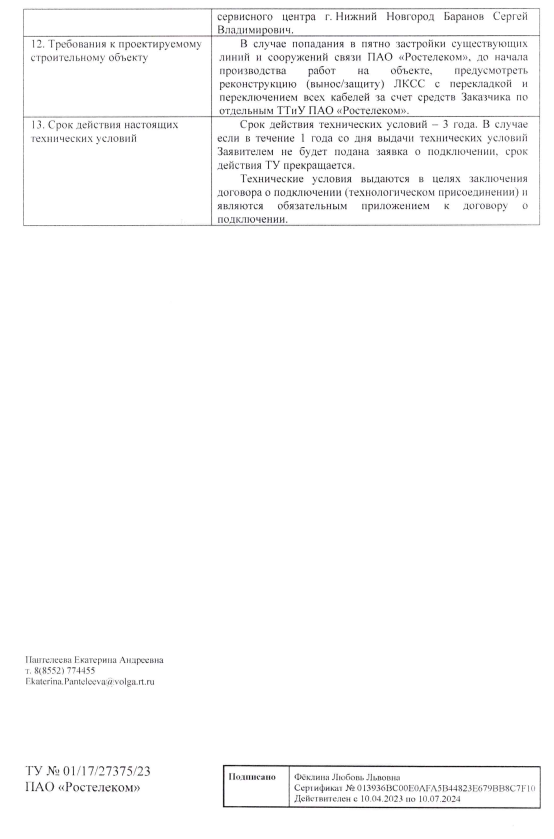 сервисного центра г. Нижний Новгород Баранов Сергей
Владимирович.
12. Требования к проектируемому
строительному объекту
В случае попадания в пятно застройки существующих
линий и сооружений связи ПАО «Ростелеком», до начала
производства работ на объекте, предусмотреть
реконструкцию (вынос/защиту) ЛКСС с перекладкой и
переключением всех кабелей за счет средств Заказчика по
отдельным ТТиУ ПАО «Ростелеком».
13. Срок действия настоящих
технических условий
Срок действия технических условий – 3 года. В случае
если в течение 1 года со дня выдачи технических условий
Заявителем не будет подана заявка о подключении, срок
действия ТУ прекращается.
Технические условия выдаются в целях заключения
договора о подключении (технологическом присоединении) и
являются обязательным приложением к договору о
подключении.
Пантелеева Екатерина Андреевна
т. 8(8552) 774455
Ekaterina.Panteleeva@volga.rt.ru
ТУ № 01/17/27375/23
ПАО «Ростелеком»
Подписано
Фёклина Любовь Львовна
Сертификат № 013936BC00E0AFA5B44823E679BB8C7F10
Действителен с 10.04.2023 по 10.07.2024